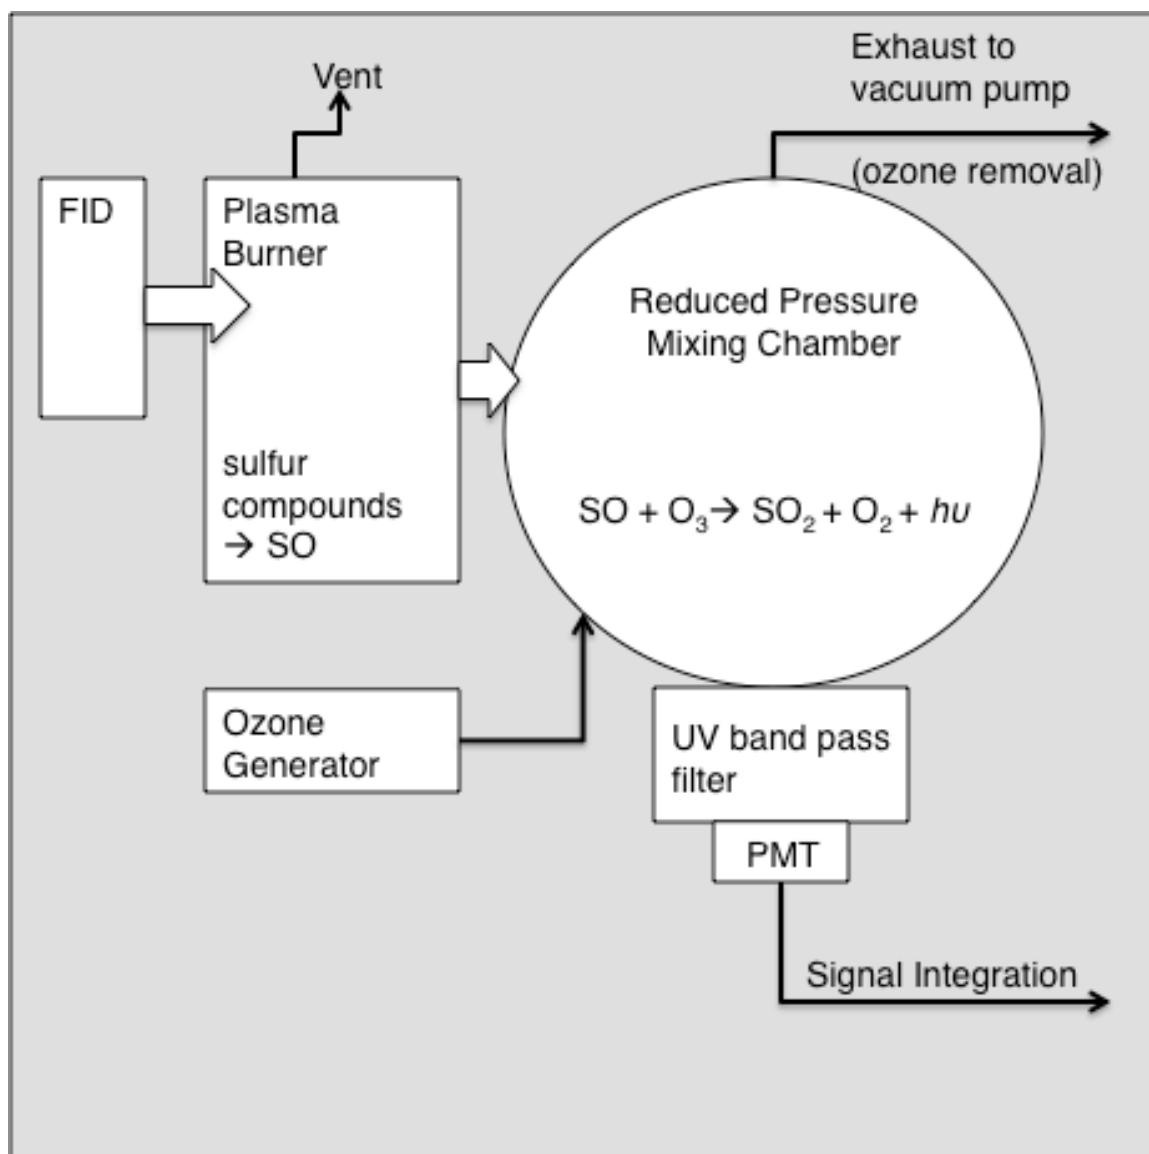 Exhaust to
vacuum pump
(ozone removal)
Vent
FID
Plasma
Burner
sulfur
compounds
→ SO
Reduced Pressure
Mixing Chamber
SO + O₃→ SO₂ + O₂ + hυ
Ozone
Generator
UV band pass
filter
PMT
Signal Integration